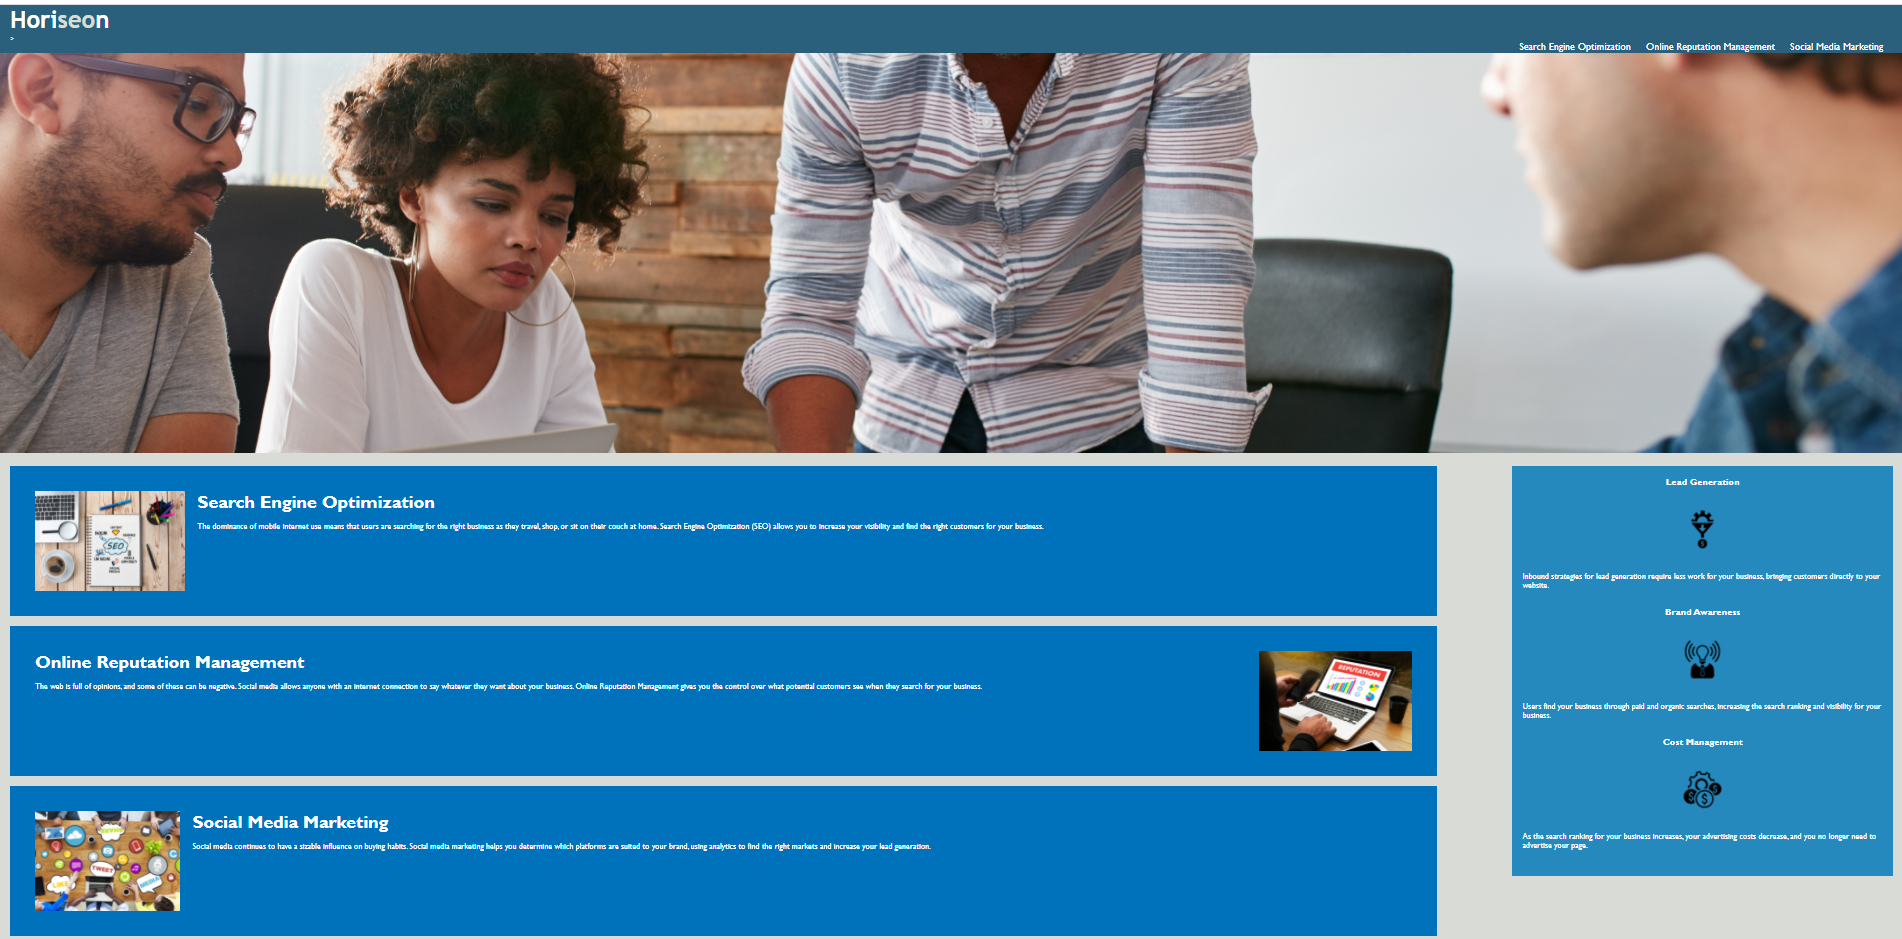 Horiseon
>
Search Engine Optimization
Online Reputation Management
Social Media Marketing
Search Engine Optimization
The dominance of mobile internet use means that users are searching for the right business as they travel, shop, or sit on their couch at home. Search Engine Optimization (SEO) allows you to increase your visibility and find the right customers for your business.
SEO
Online Reputation Management
The web is full of opinions, and some of these can be negative. Social media allows anyone with an internet connection to say whatever they want about your business. Online Reputation Management gives you the control over what potential customers see when they search for your business.
REPUTATION
Social Media Marketing
Social media continues to have a sizable influence on buying habits. Social media marketing helps you determine which platforms are suited to your brand, using analytics to find the right markets and increase your lead generation.
TWEET
LIKE
MEDIA
Lead Generation
Inbound strategies for lead generation require less work for your business, bringing customers directly to your
website.
Brand Awareness
Users find your business through paid and organic searches, increasing the search ranking and visibility for your
business.
Cost Management
As the search ranking for your business increases, your advertising costs decrease, and you no longer need to
advertise your page.